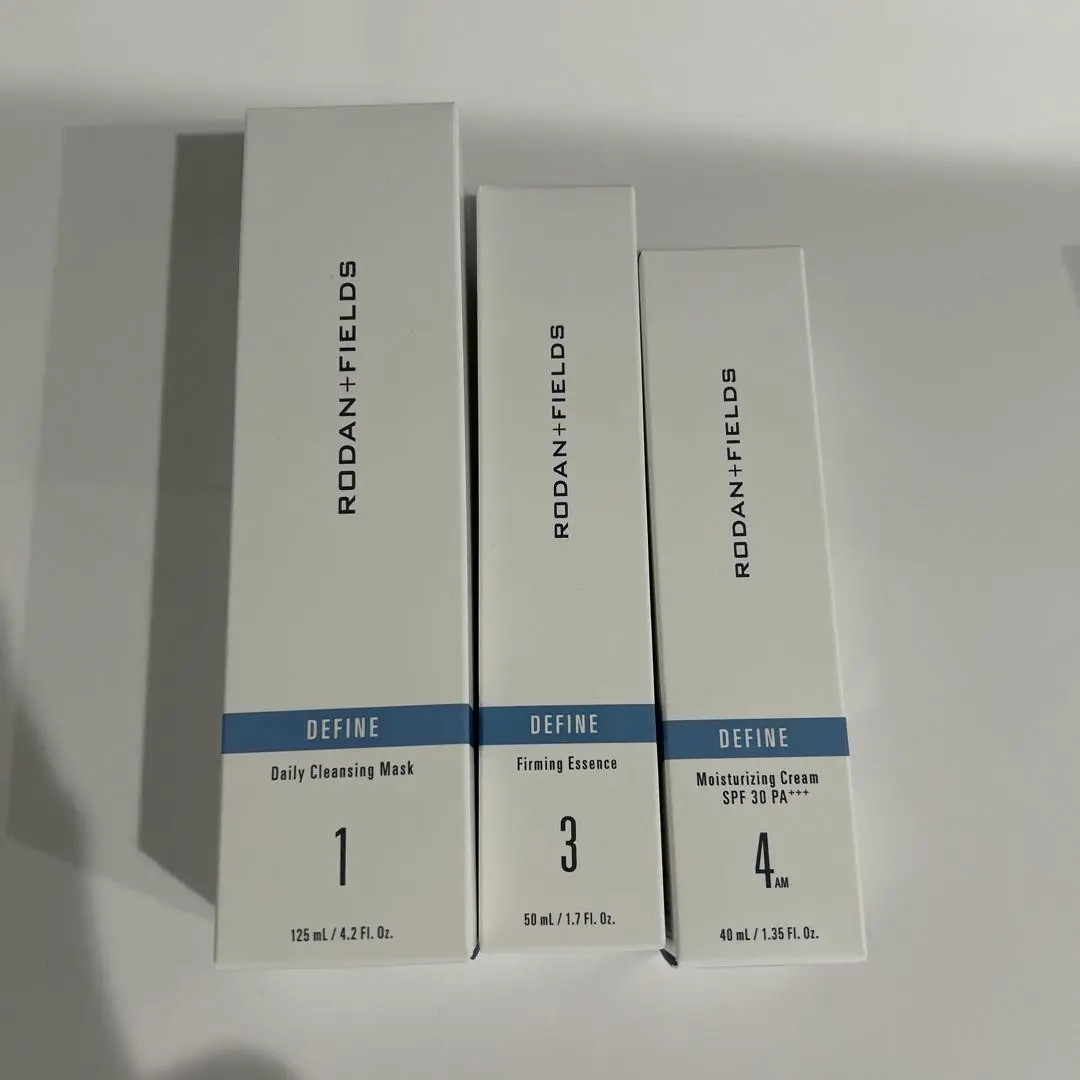 RODAN+FIELDS
DEFINE
Daily Cleansing Mask
1
125 mL / 4.2 Fl. Oz.
RODAN+FIELDS
DEFINE
Firming Essence
3
50 mL / 1.7 Fl. Oz.
RODAN+FIELDS
DEFINE
Moisturizing Cream
SPF 30 PA⁺⁺⁺
4AM
40 mL / 1.35 Fl. Oz.